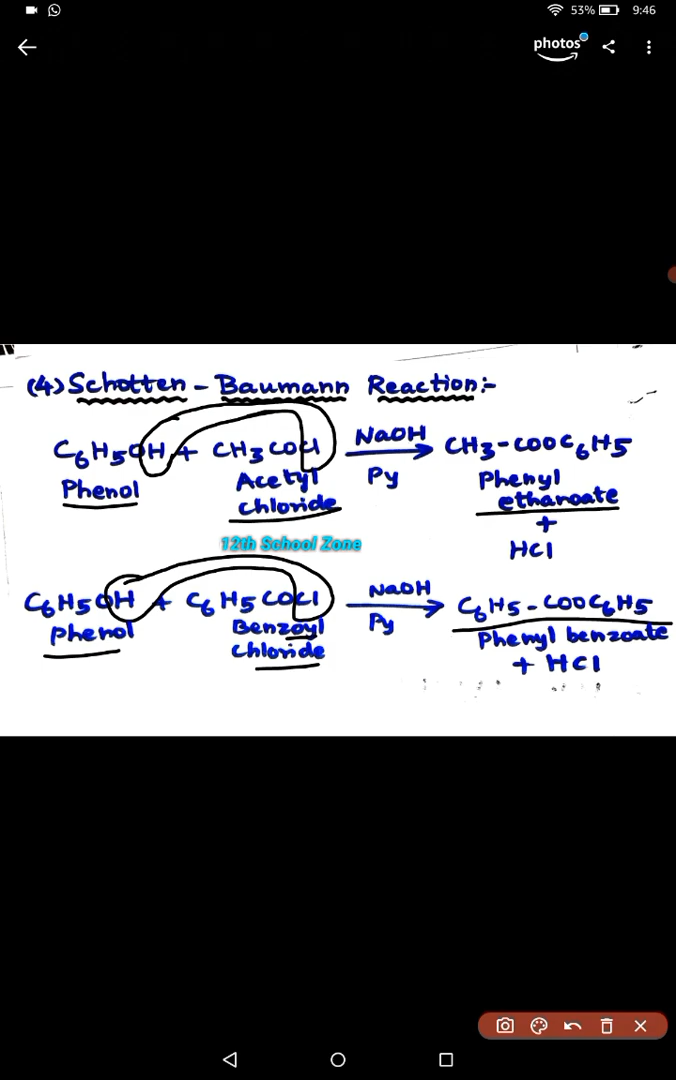 53% 9:46
photos
(4) Schotten - Baumann Reaction:-
C6H5OH + CH3COCl NaOH Py CH3-COOC6H5
Phenol Acetyl chloride Phenyl ethanoate
+
HCl
12th School Zone
C6H5OH + C6H5COCl NaOH Py C6H5-COOC6H5
Phenol Benzoyl chloride Phenyl benzoate
+ HCl